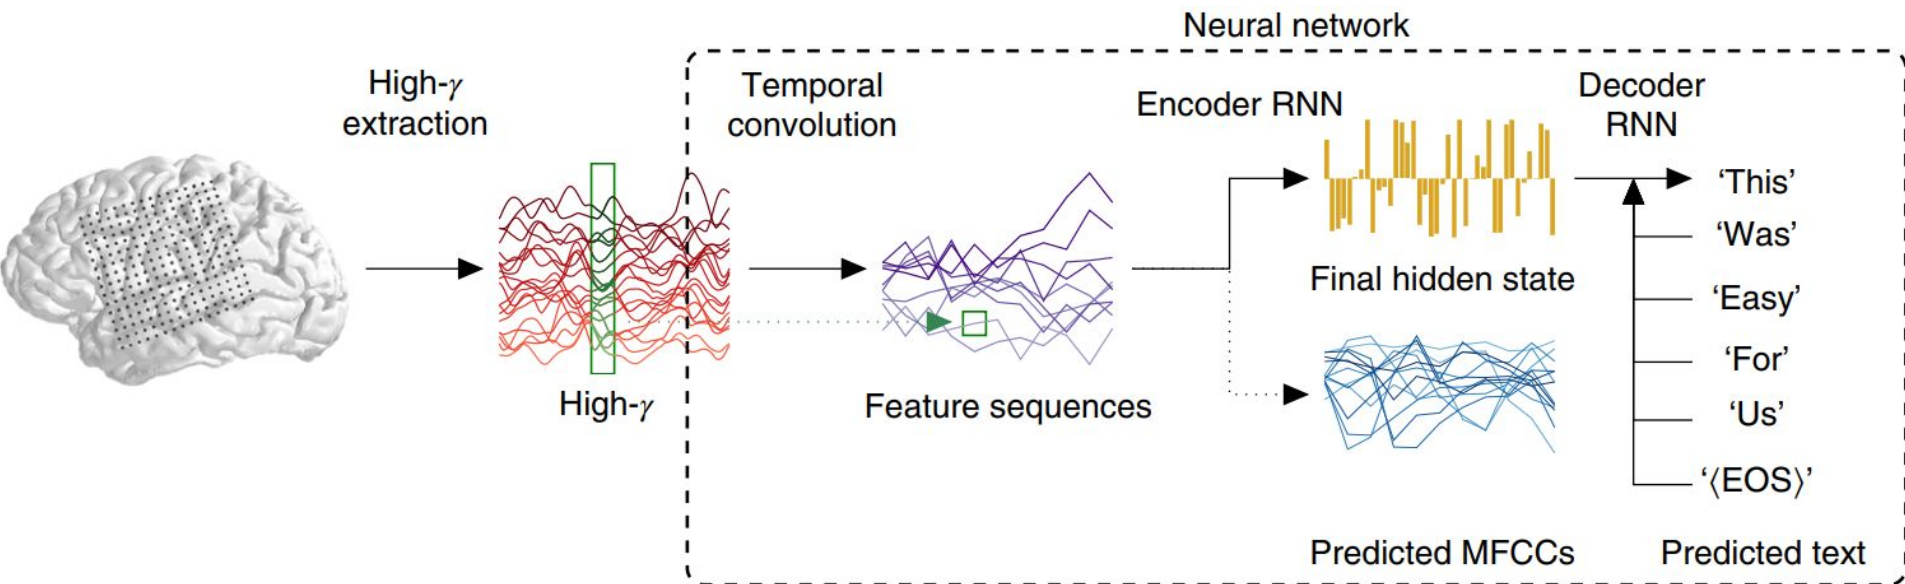 Neural network
High-γ
extraction
Temporal
convolution
Encoder RNN
Decoder
RNN
‘This’
‘Was’
‘Easy’
‘For’
‘Us’
‘⟨EOS⟩’
Final hidden state
High-γ
Feature sequences
Predicted MFCCs
Predicted text